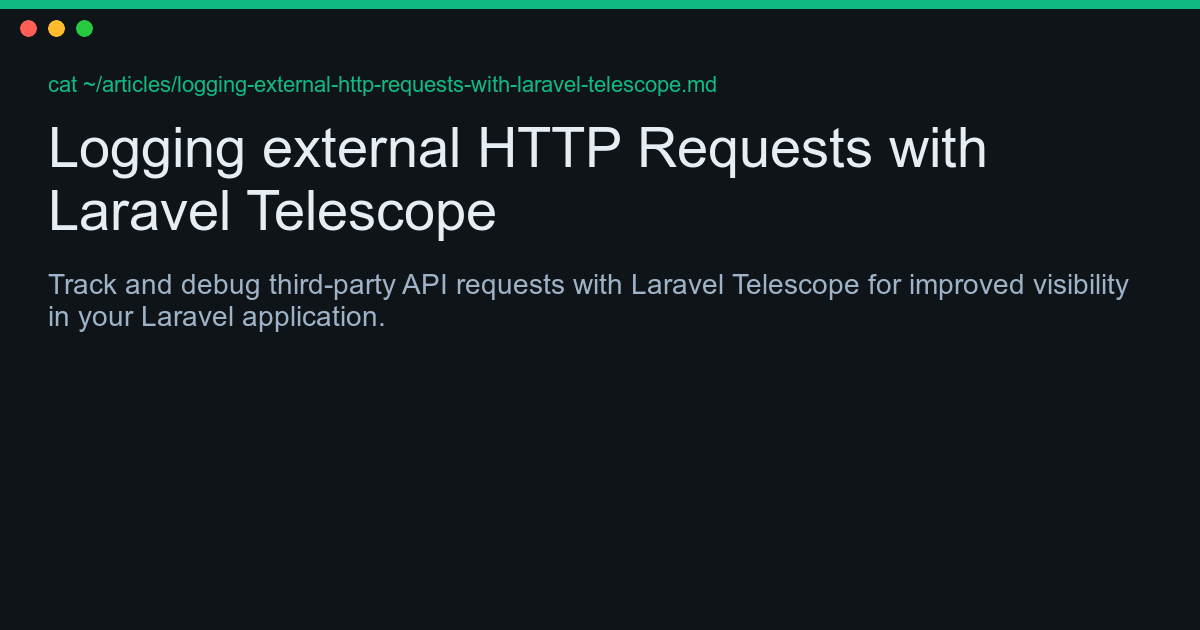 cat ~/articles/logging-external-http-requests-with-laravel-telescope.md
Logging external HTTP Requests with
Laravel Telescope
Track and debug third-party API requests with Laravel Telescope for improved visibility
in your Laravel application.